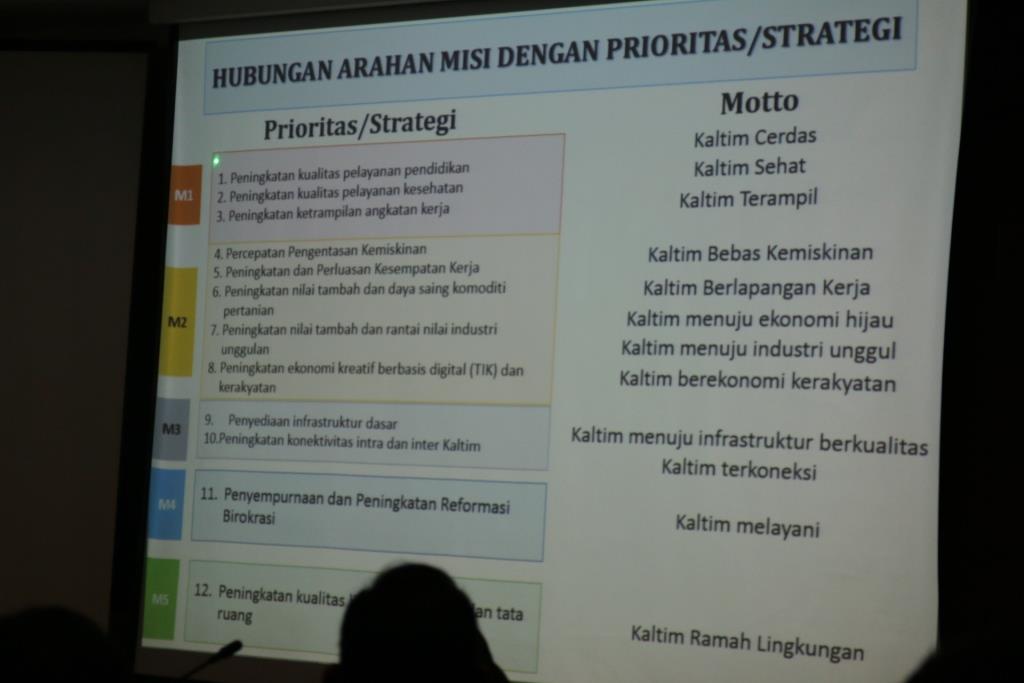 HUBUNGAN ARAHAN MISI DENGAN PRIORITAS/STRATEGI
Prioritas/Strategi
M1
1. Peningkatan kualitas pelayanan pendidikan
2. Peningkatan kualitas pelayanan kesehatan
3. Peningkatan ketrampilan angkatan kerja
M2
4. Percepatan Pengentasan Kemiskinan
5. Peningkatan dan Perluasan Kesempatan Kerja
6. Peningkatan nilai tambah dan daya saing komoditi
pertanian
7. Peningkatan nilai tambah dan rantai nilai industri
unggulan
8. Peningkatan ekonomi kreatif berbasis digital (TIK) dan
kerakyatan
M3
9. Penyediaan infrastruktur dasar
10.Peningkatan konektivitas intra dan inter Kaltim
M4
11. Penyempurnaan dan Peningkatan Reformasi
Birokrasi
M5
12. Peningkatan kualitas tata
ruang
Motto
Kaltim Cerdas
Kaltim Sehat
Kaltim Terampil
Kaltim Bebas Kemiskinan
Kaltim Berlapangan Kerja
Kaltim menuju ekonomi hijau
Kaltim menuju industri unggul
Kaltim berekonomi kerakyatan
Kaltim menuju infrastruktur berkualitas
Kaltim terkoneksi
Kaltim melayani
Kaltim Ramah Lingkungan